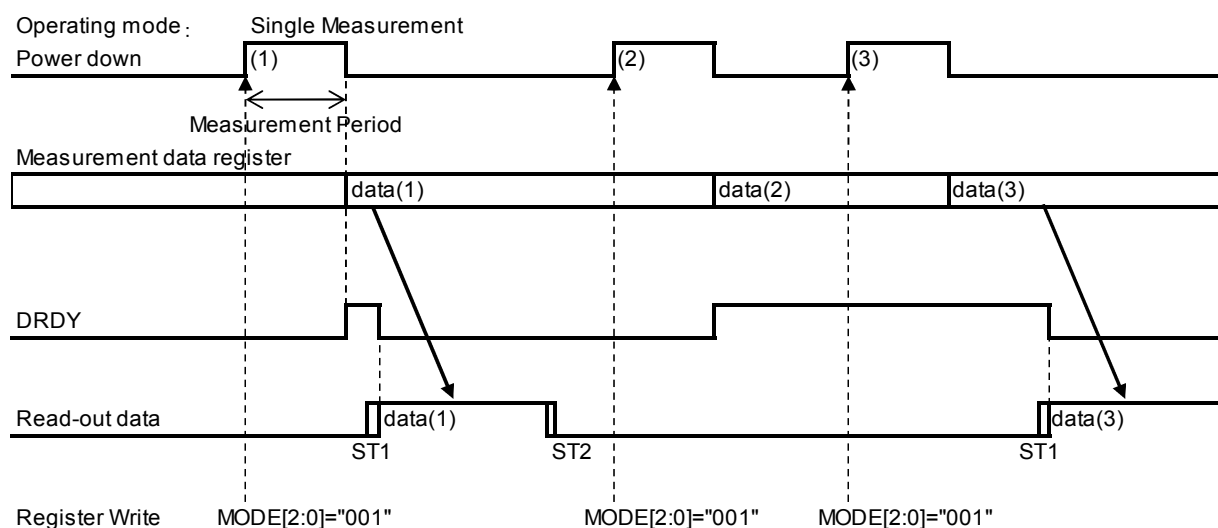 Operating mode: Single Measurement
Power down (1) (2) (3)
Measurement Period
Measurement data register
data(1) data(2) data(3)
DRDY
Read-out data data(1) data(3)
ST1 ST2 ST1
Register Write MODE[2:0]="001" MODE[2:0]="001" MODE[2:0]="001"